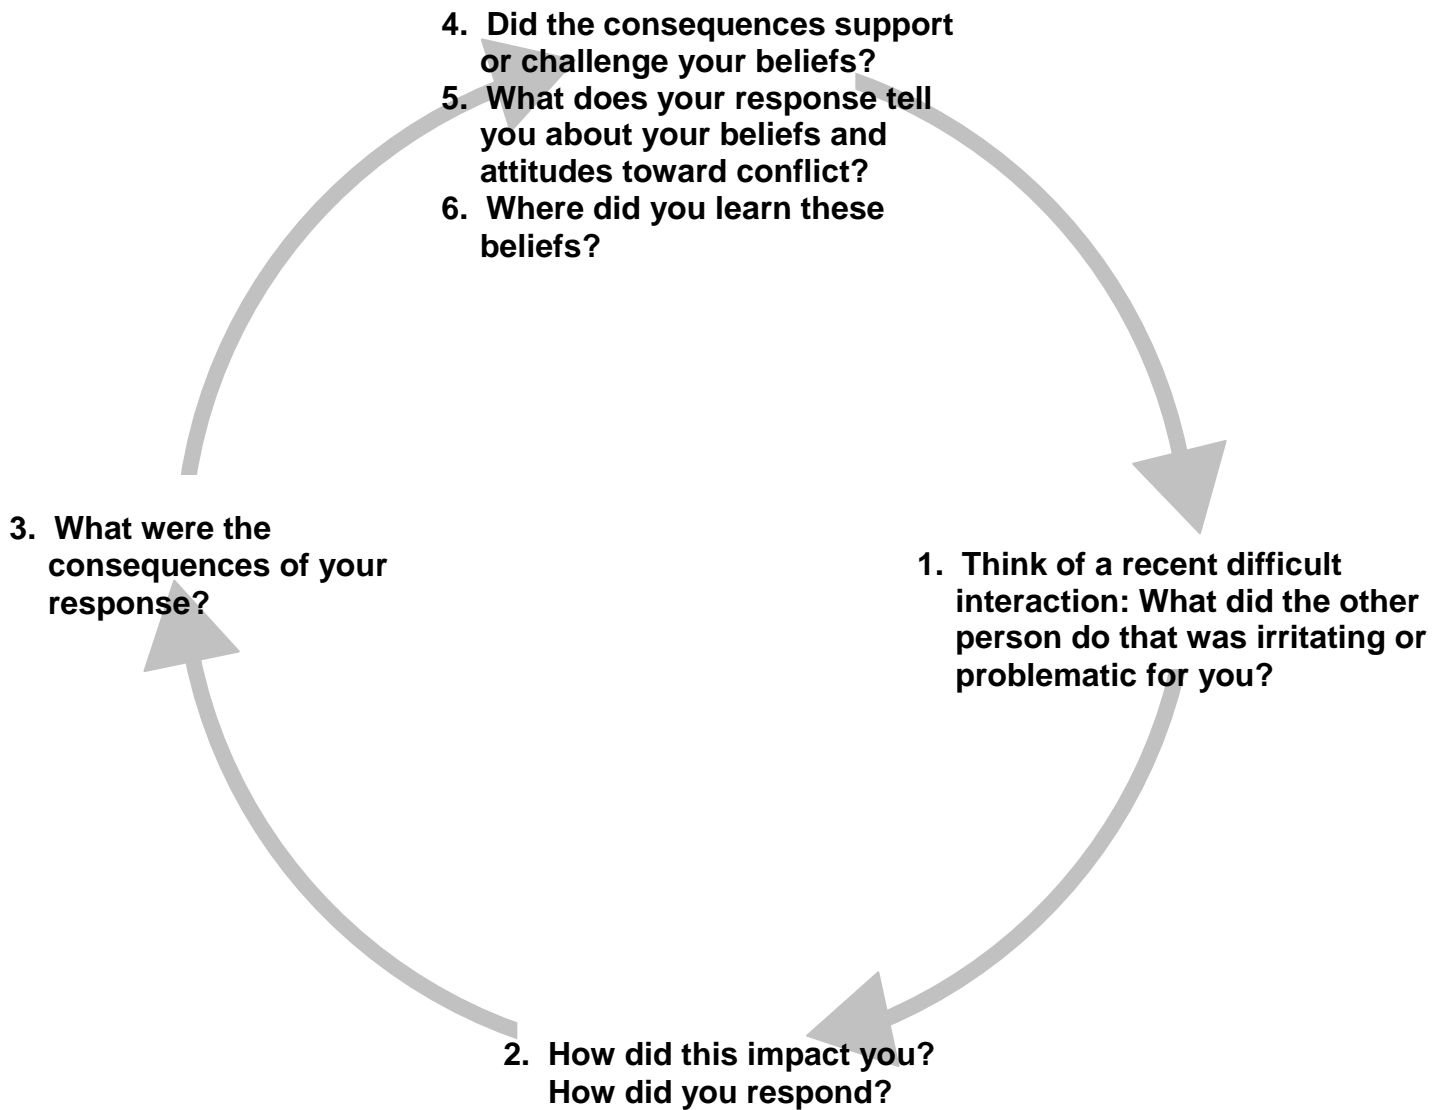 4. Did the consequences support
or challenge your beliefs?
5. What does your response tell
you about your beliefs and
attitudes toward conflict?
6. Where did you learn these
beliefs?
3. What were the
consequences of your
response?
1. Think of a recent difficult
interaction: What did the other
person do that was irritating or
problematic for you?
2. How did this impact you?
How did you respond?